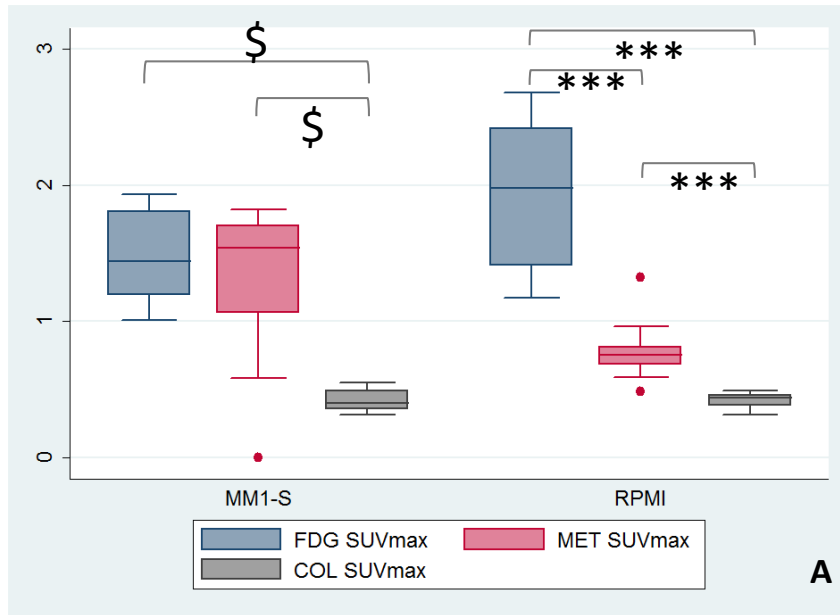 $
***
3
***
$
***
2
1
0
MM1-S RPMI
FDG SUVmax MET SUVmax
COL SUVmax
A